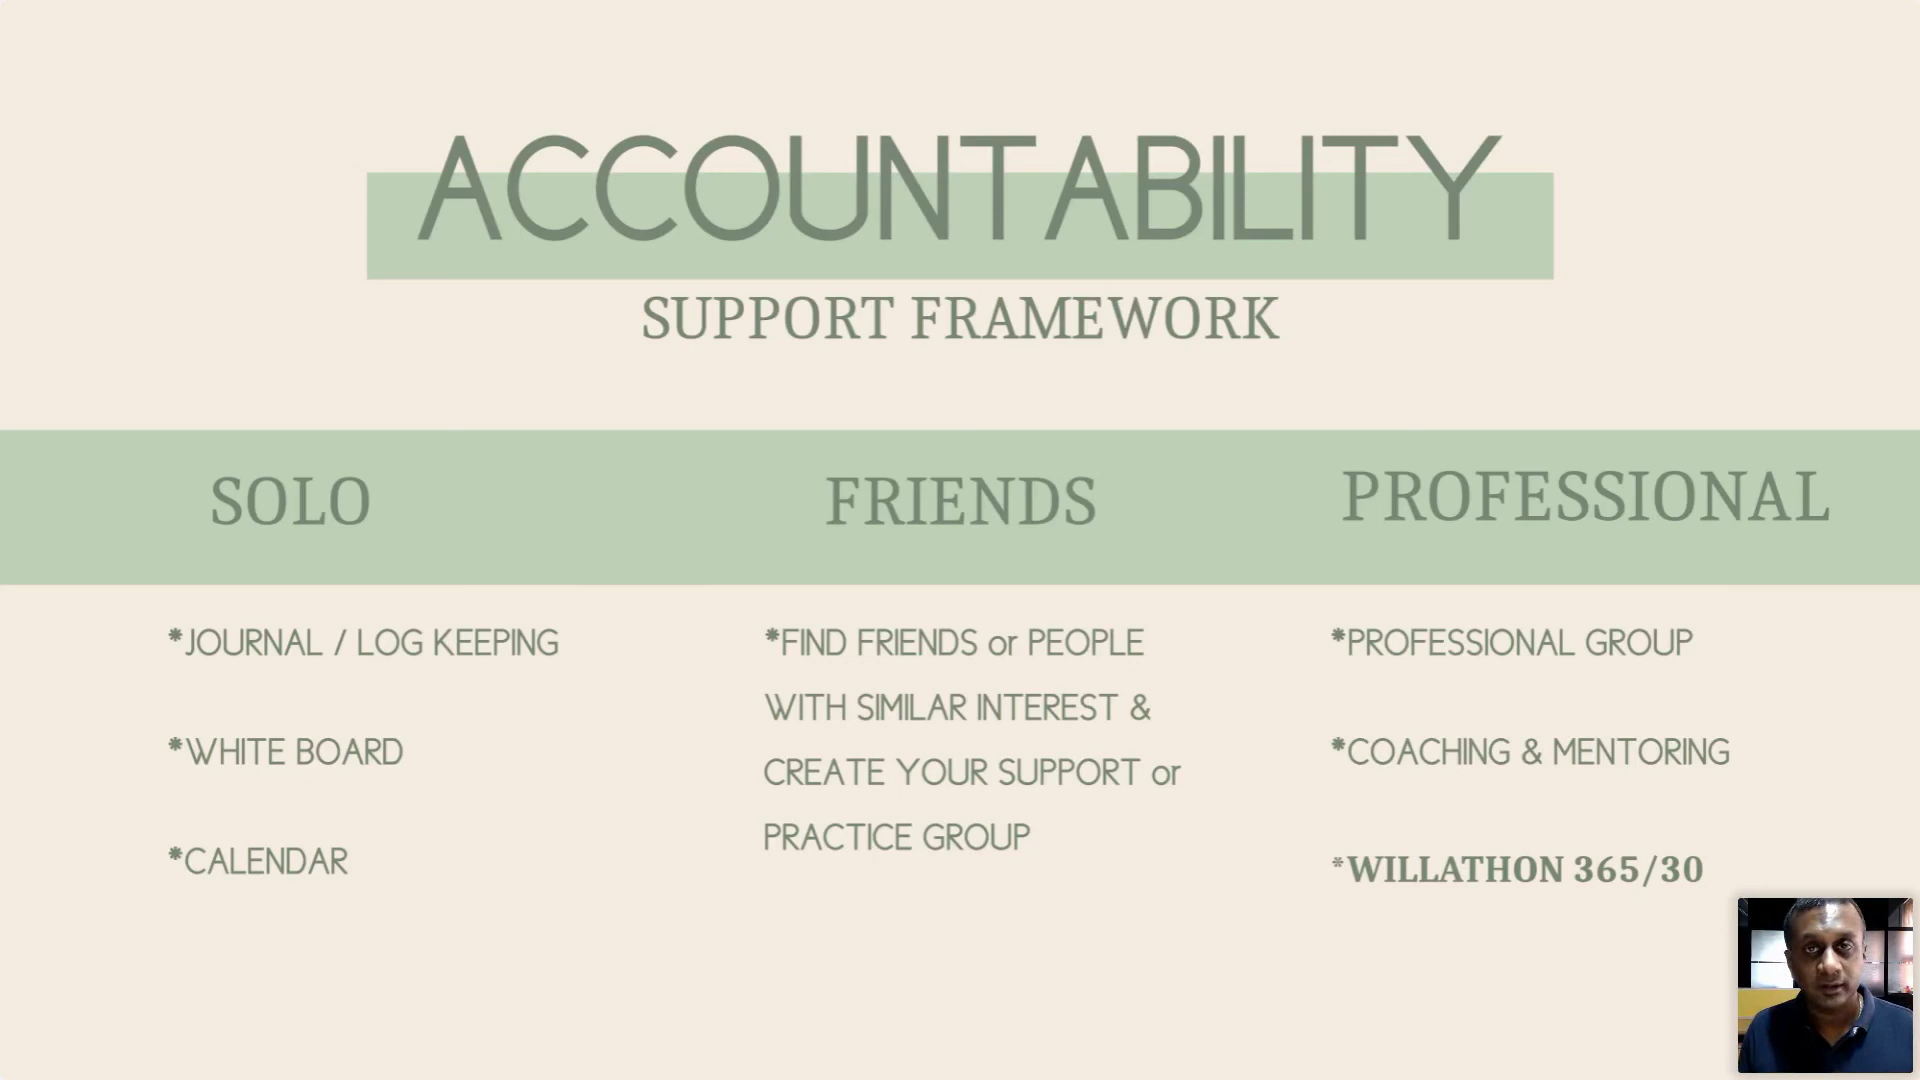 ACCOUNTABILITY
SUPPORT FRAMEWORK
SOLO
*JOURNAL / LOG KEEPING
*WHITE BOARD
*CALENDAR
FRIENDS
*FIND FRIENDS or PEOPLE
WITH SIMILAR INTEREST &
CREATE YOUR SUPPORT or
PRACTICE GROUP
PROFESSIONAL
*PROFESSIONAL GROUP
*COACHING & MENTORING
*WILLATHON 365/30